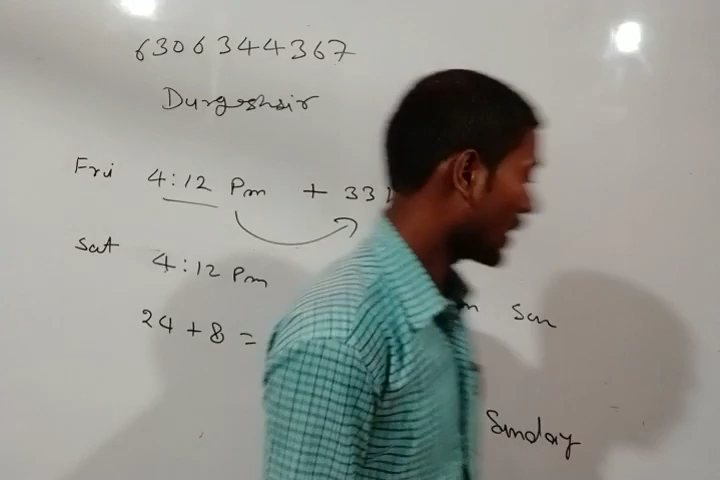 6306344367
Durgeshsir
Fri 4:12 Pm + 33
Sat 4:12 Pm
m Sun
24 + 8 =
Sunday